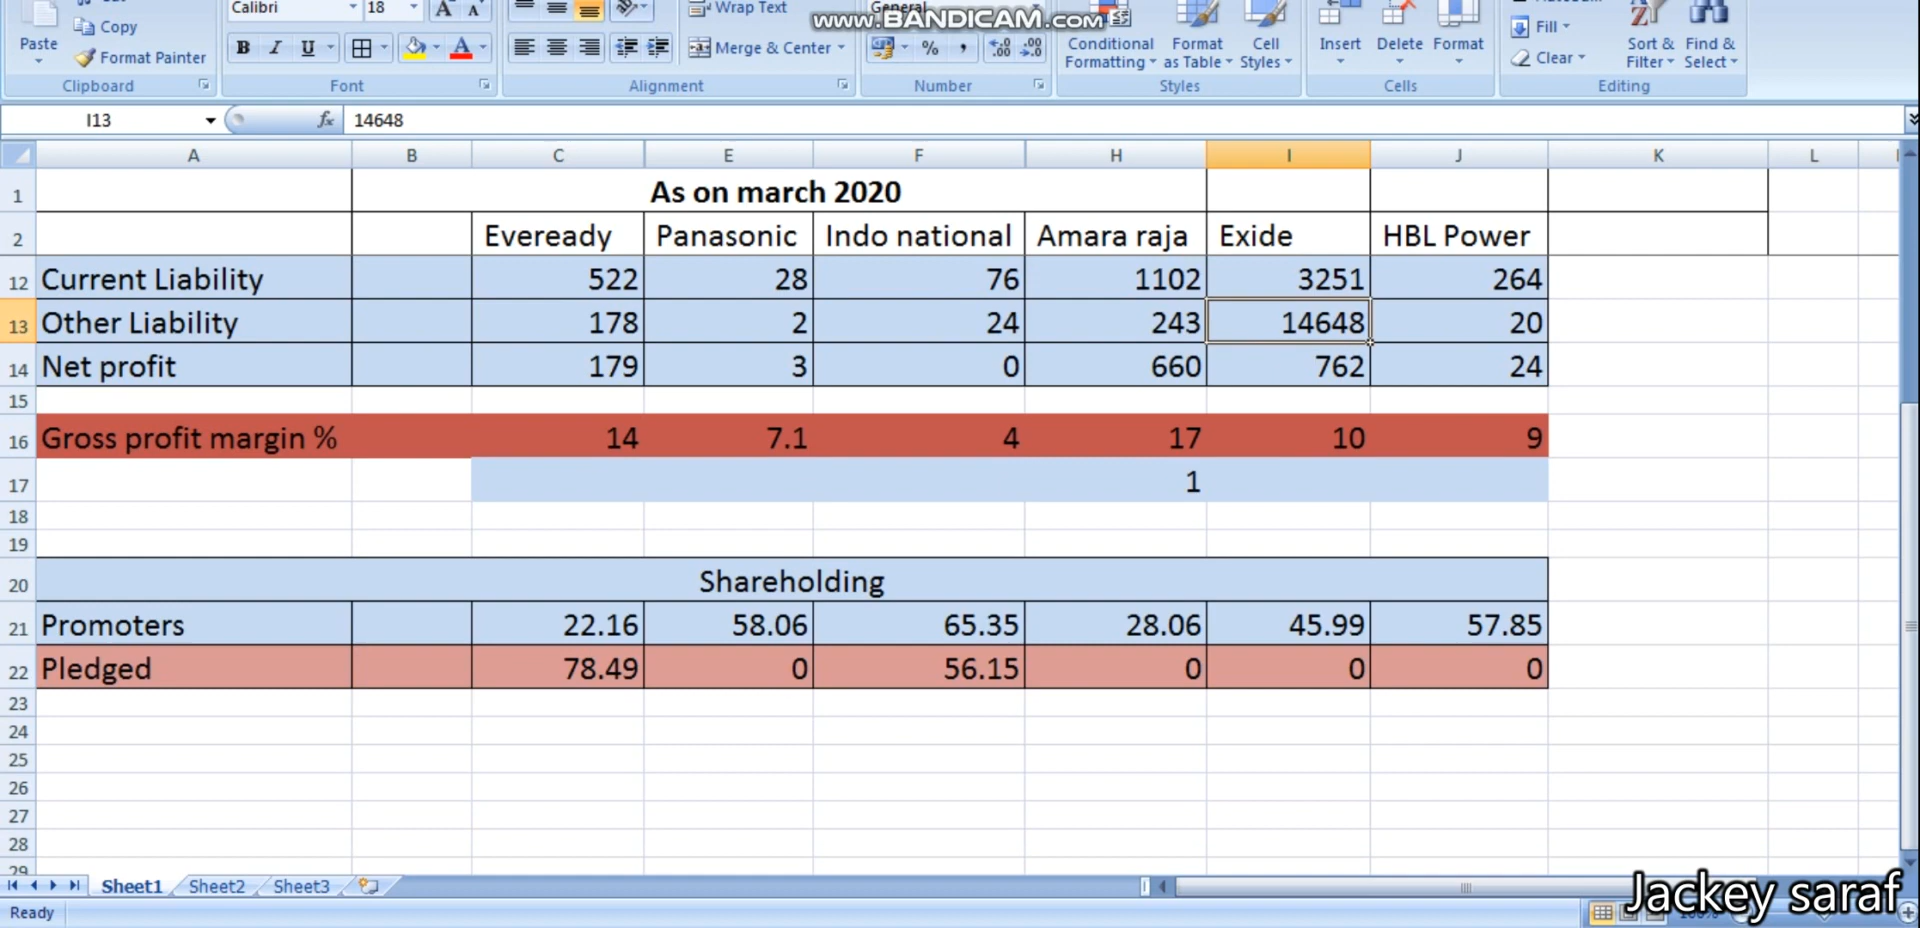 Calibri 18 A A Wrap Text General
www.BANDICAM.com
Paste Copy B I U A Merge & Center % , Conditional Format Cell Insert Delete Format Fill Sort & Find &
Format Painter Formatting as Table Styles Clear Filter Select
Clipboard Font Alignment Number Styles Cells Editing
I13 fx 14648
A B C E F H I J K L
1 As on march 2020
2 Eveready Panasonic Indo national Amara raja Exide HBL Power
12 Current Liability 522 28 76 1102 3251 264
13 Other Liability 178 2 24 243 14648 20
14 Net profit 179 3 0 660 762 24
15
16 Gross profit margin % 14 7.1 4 17 10 9
17 1
18
19
20 Shareholding
21 Promoters 22.16 58.06 65.35 28.06 45.99 57.85
22 Pledged 78.49 0 56.15 0 0 0
23
24
25
26
27
28
29
Sheet1 Sheet2 Sheet3
Jackey saraf
Ready